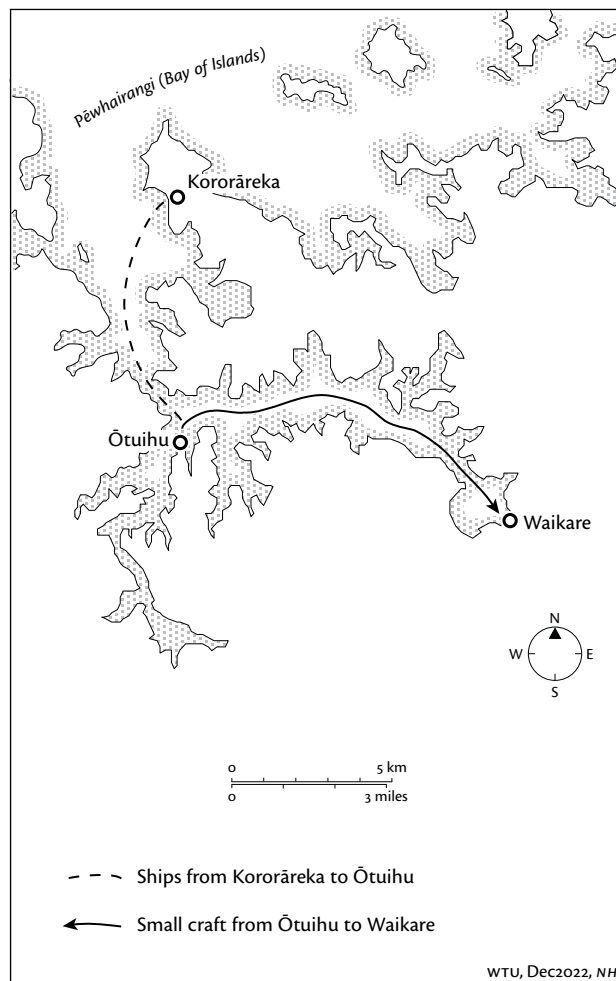 Pēwhairangi (Bay of Islands)
Kororāreka
Ōtuihu
Waikare
N
W E
S
0 5 km
0 3 miles
Ships from Kororāreka to Ōtuihu
Small craft from Ōtuihu to Waikare
WTU, Dec2022, NH